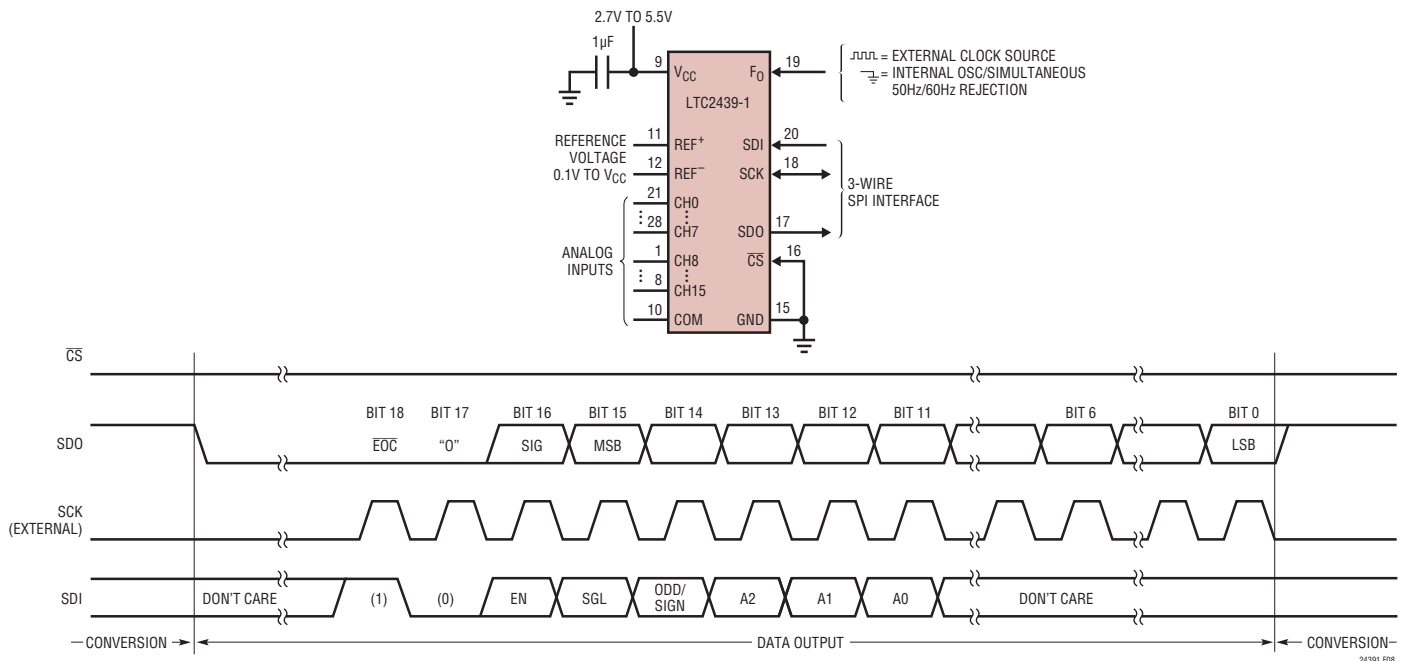 2.7V TO 5.5V
1µF
9
VCC
FO
19
= EXTERNAL CLOCK SOURCE
= INTERNAL OSC/SIMULTANEOUS
50Hz/60Hz REJECTION
LTC2439-1
REFERENCE
VOLTAGE
0.1V TO VCC
11
REF+
12
REF–
SDI
20
SCK
18
3-WIRE
SPI INTERFACE
21
CH0
28
CH7
SDO
17
ANALOG
INPUTS
1
CH8
8
CH15
CS
16
10
COM
GND
15
CS
BIT 18
BIT 17
BIT 16
BIT 15
BIT 14
BIT 13
BIT 12
BIT 11
BIT 6
BIT 0
SDO
EOC
“0”
SIG
MSB
LSB
SCK
(EXTERNAL)
SDI
DON'T CARE
(1)
(0)
EN
SGL
ODD/
SIGN
A2
A1
A0
DON'T CARE
CONVERSION
DATA OUTPUT
CONVERSION
24391 F08